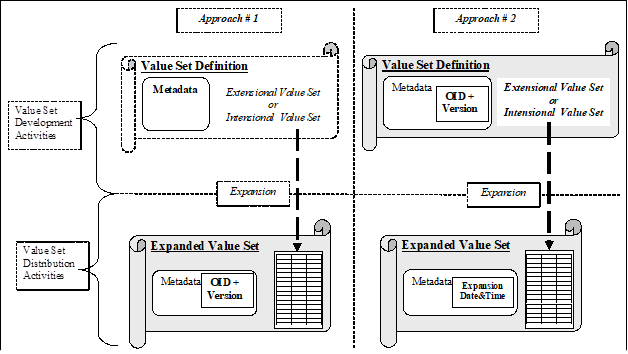 Approach # 1
Approach # 2
Value Set Definition
Metadata
Extensional Value Set
or
Intensional Value Set
Value Set Definition
Metadata
OID +
Version
Extensional Value Set
or
Intensional Value Set
Value Set
Development
Activities
Expansion
Expansion
Value Set
Distribution
Activities
Expanded Value Set
Metadata
OID +
Version
Expanded Value Set
Metadata
Expansion
Date&Time